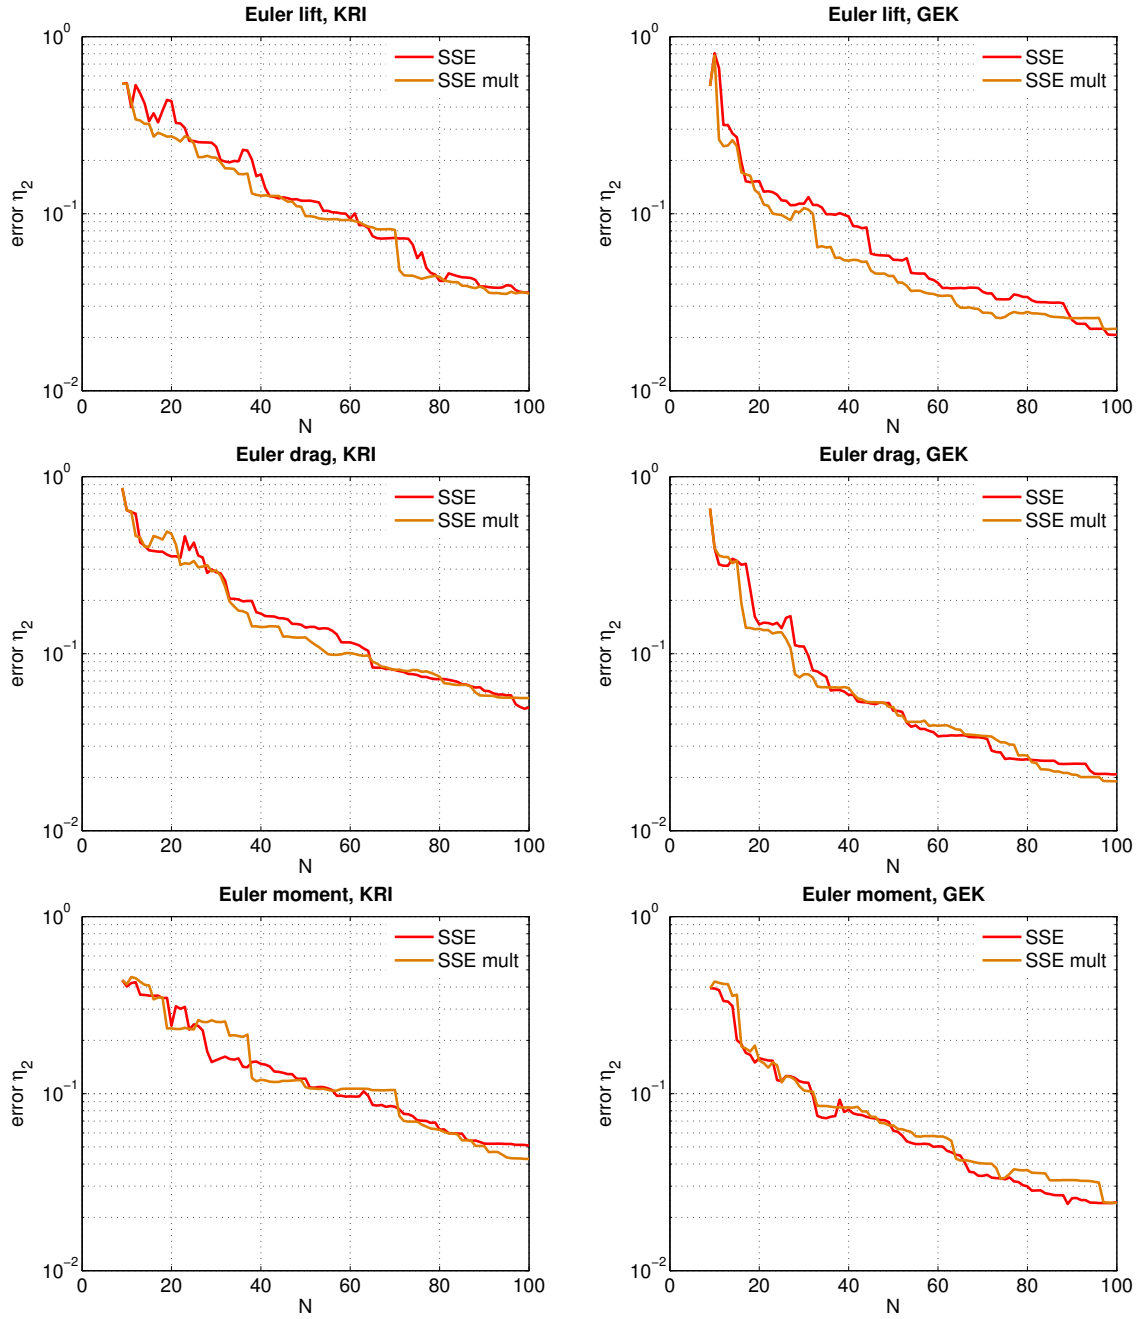 Euler lift, KRI
10^0
SSE
SSE mult
10^-1
error η_2
10^-2
0 20 40 60 80 100
N
Euler lift, GEK
10^0
SSE
SSE mult
10^-1
error η_2
10^-2
0 20 40 60 80 100
N
Euler drag, KRI
10^0
SSE
SSE mult
10^-1
error η_2
10^-2
0 20 40 60 80 100
N
Euler drag, GEK
10^0
SSE
SSE mult
10^-1
error η_2
10^-2
0 20 40 60 80 100
N
Euler moment, KRI
10^0
SSE
SSE mult
10^-1
error η_2
10^-2
0 20 40 60 80 100
N
Euler moment, GEK
10^0
SSE
SSE mult
10^-1
error η_2
10^-2
0 20 40 60 80 100
N